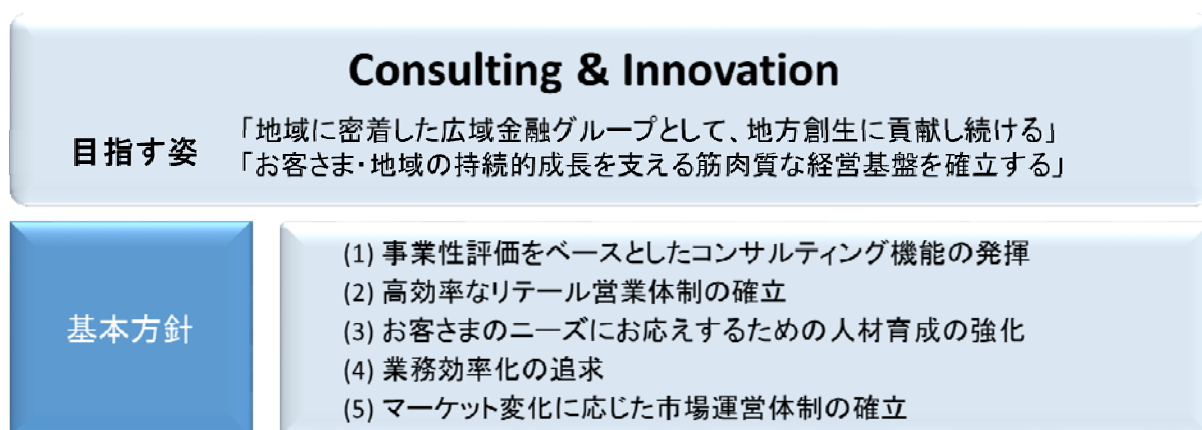 Consulting & Innovation
目指す姿
「地域に密着した広域金融グループとして、地方創生に貢献し続ける」
「お客さま・地域の持続的成長を支える筋肉質な経営基盤を確立する」
基本方針
(1) 事業性評価をベースとしたコンサルティング機能の発揮
(2) 高効率なリテール営業体制の確立
(3) お客さまのニーズにお応えするための人材育成の強化
(4) 業務効率化の追求
(5) マーケット変化に応じた市場運営体制の確立